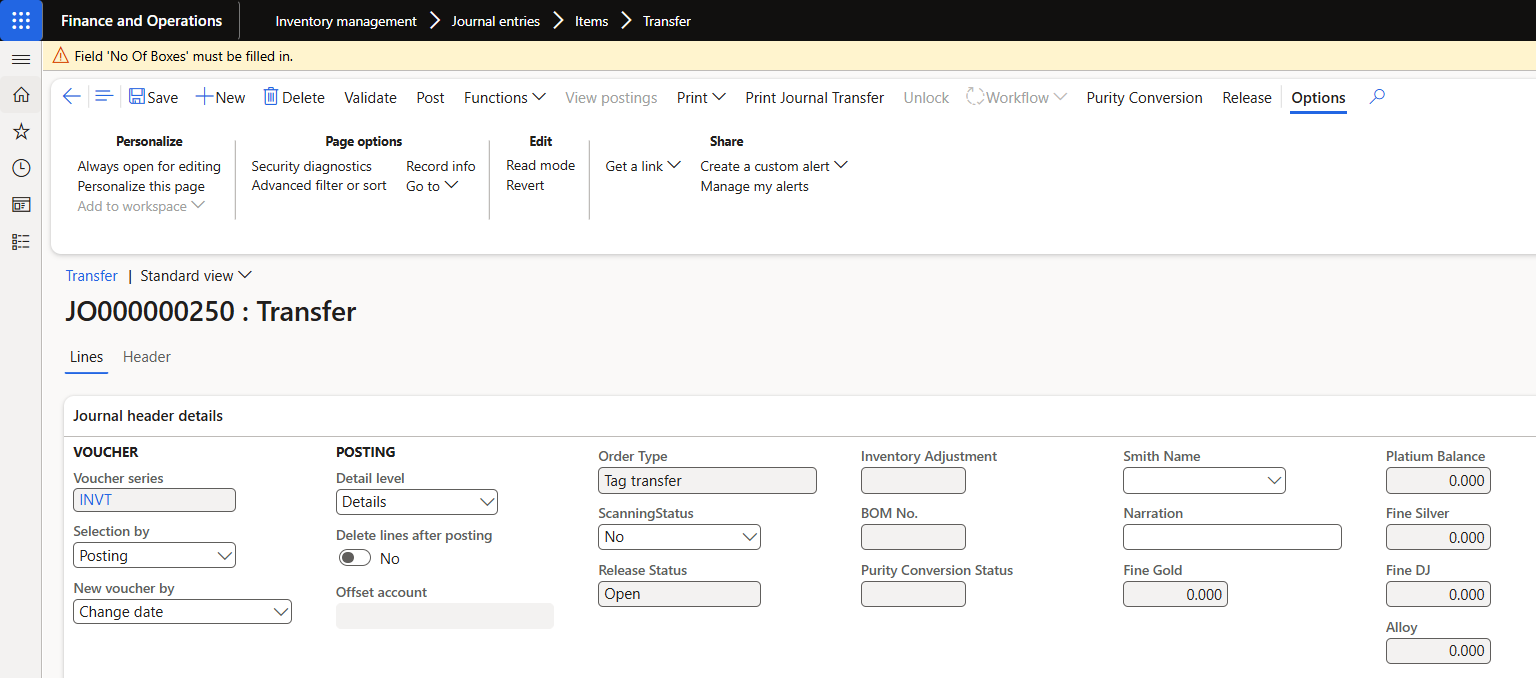 Finance and Operations
Inventory management
Journal entries
Items
Transfer
Field 'No Of Boxes' must be filled in.
Save
New
Delete
Validate
Post
Functions
View postings
Print
Print Journal Transfer
Unlock
Workflow
Purity Conversion
Release
Options
Personalize
Always open for editing
Personalize this page
Add to workspace
Page options
Security diagnostics
Advanced filter or sort
Record info
Go to
Edit
Read mode
Revert
Get a link
Share
Create a custom alert
Manage my alerts
Transfer | Standard view
JO000000250 : Transfer
Lines
Header
Journal header details
VOUCHER
Voucher series
INVT
Selection by
Posting
New voucher by
Change date
POSTING
Detail level
Details
Delete lines after posting
No
Offset account
Order Type
Tag transfer
ScanningStatus
No
Release Status
Open
Inventory Adjustment
BOM No.
Purity Conversion Status
Smith Name
Narration
Fine Gold
0.000
Platium Balance
0.000
Fine Silver
0.000
Fine DJ
0.000
Alloy
0.000